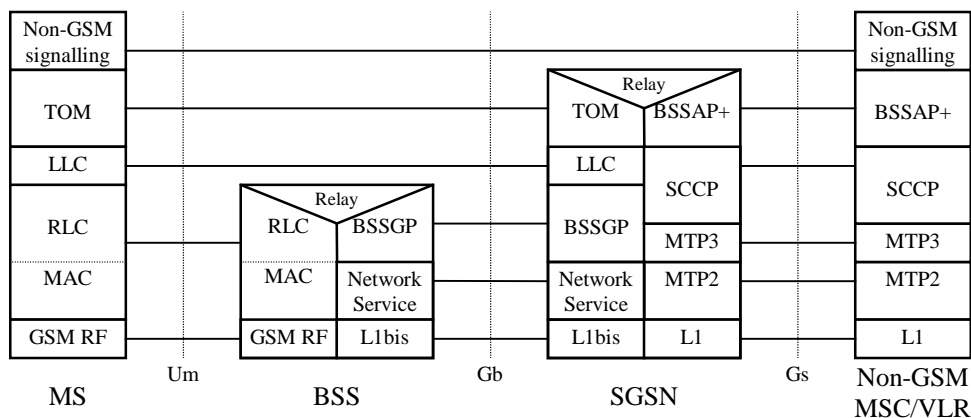 Non-GSM
signalling
TOM
LLC
RLC
MAC
GSM RF
MS
Um
Relay
RLC
BSSGP
MAC
Network
Service
GSM RF
L1bis
BSS
Gb
Relay
TOM
BSSAP+
LLC
SCCP
BSSGP
MTP3
Network
Service
MTP2
L1bis
L1
SGSN
Gs
Non-GSM
signalling
BSSAP+
SCCP
MTP3
MTP2
L1
Non-GSM
MSC/VLR